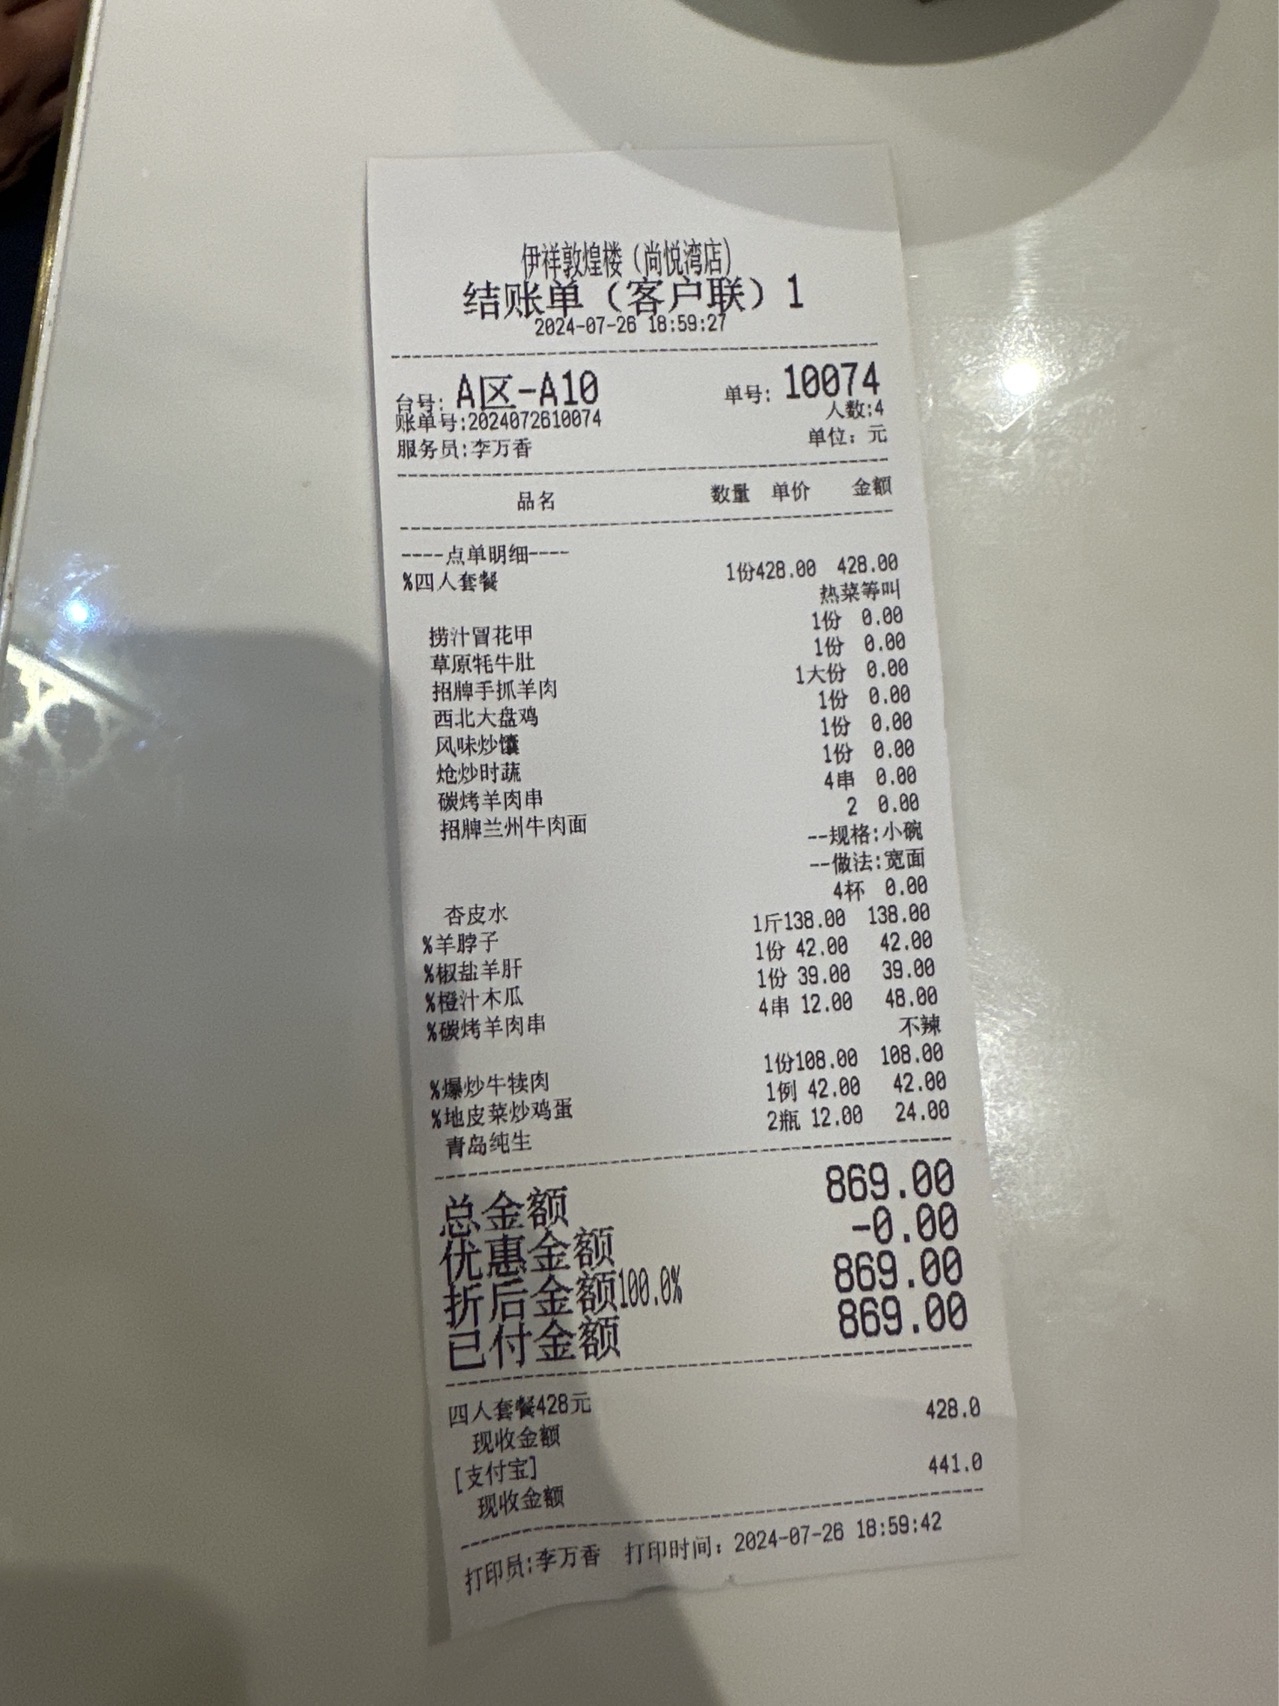 伊祥敦煌楼（尚悦湾店）
结账单（客户联）1
2024-07-26 18:59:27
台号: A区-A10 单号: 10074
账单号:2024072610074 人数:4
服务员:李万香 单位: 元
品名 数量 单价 金额
----点单明细----
%四人套餐 1份428.00 428.00
热菜等叫
捞汁冒花甲 1份 0.00
草原牦牛肚 1份 0.00
招牌手抓羊肉 1大份 0.00
西北大盘鸡 1份 0.00
风味炒馕 1份 0.00
炝炒时蔬 1份 0.00
碳烤羊肉串 4串 0.00
招牌兰州牛肉面 2 0.00
--规格:小碗
--做法:宽面
杏皮水 4杯 0.00
%羊脖子 1斤138.00 138.00
%椒盐羊肝 1份 42.00 42.00
%橙汁木瓜 1份 39.00 39.00
%碳烤羊肉串 4串 12.00 48.00
不辣
%爆炒牛犊肉 1份108.00 108.00
%地皮菜炒鸡蛋 1例 42.00 42.00
青岛纯生 2瓶 12.00 24.00
总金额 869.00
优惠金额 -0.00
折后金额100.0% 869.00
已付金额 869.00
四人套餐428元
现收金额 428.0
[支付宝]
现收金额 441.0
打印员:李万香 打印时间: 2024-07-26 18:59:42